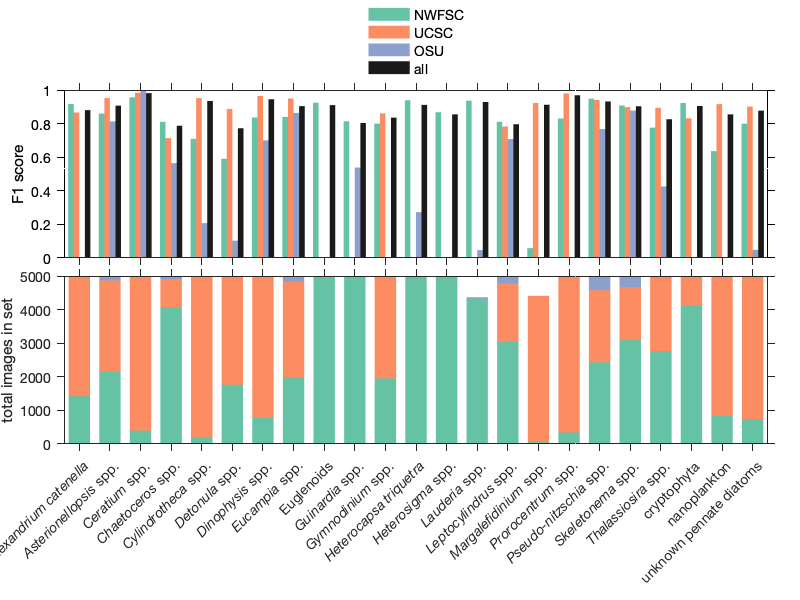 NWFSC
UCSC
OSU
all
1
0.8
0.6
0.4
0.2
0
F1 score
5000
4000
3000
2000
1000
0
total images in set
exandrium catenella
Asterionellopsis spp.
Ceratium spp.
Chaetoceros spp.
Cylindrotheca spp.
Detonula spp.
Dinophysis spp.
Eucampia spp.
Euglenoids
Guinardia spp.
Gymnodinium spp.
Heterocapsa triquetra
Heterosigma spp.
Lauderia spp.
Leptocylindrus spp.
Margalefidinium spp.
Prorocentrum spp.
Pseudo-nitzschia spp.
Skeletonema spp.
Thalassiosira spp.
cryptophyta
nanoplankton
unknown pennate diatoms